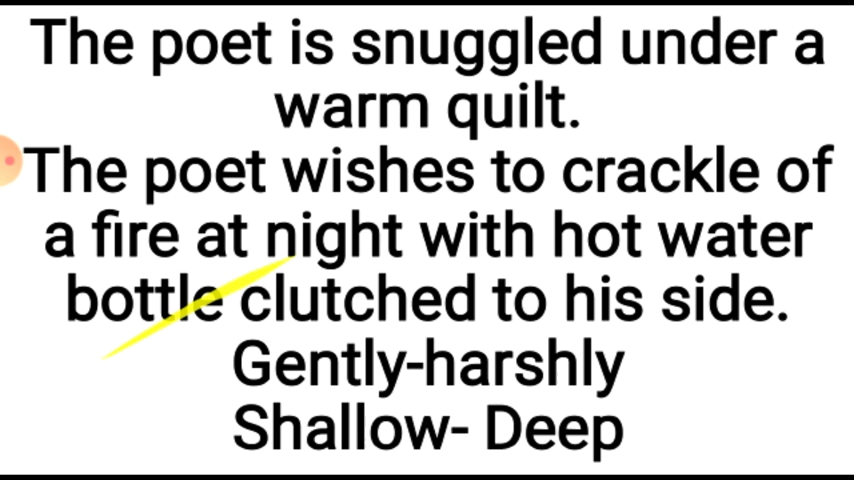 The poet is snuggled under a
warm quilt.
The poet wishes to crackle of
a fire at night with hot water
bottle clutched to his side.
Gently-harshly
Shallow- Deep